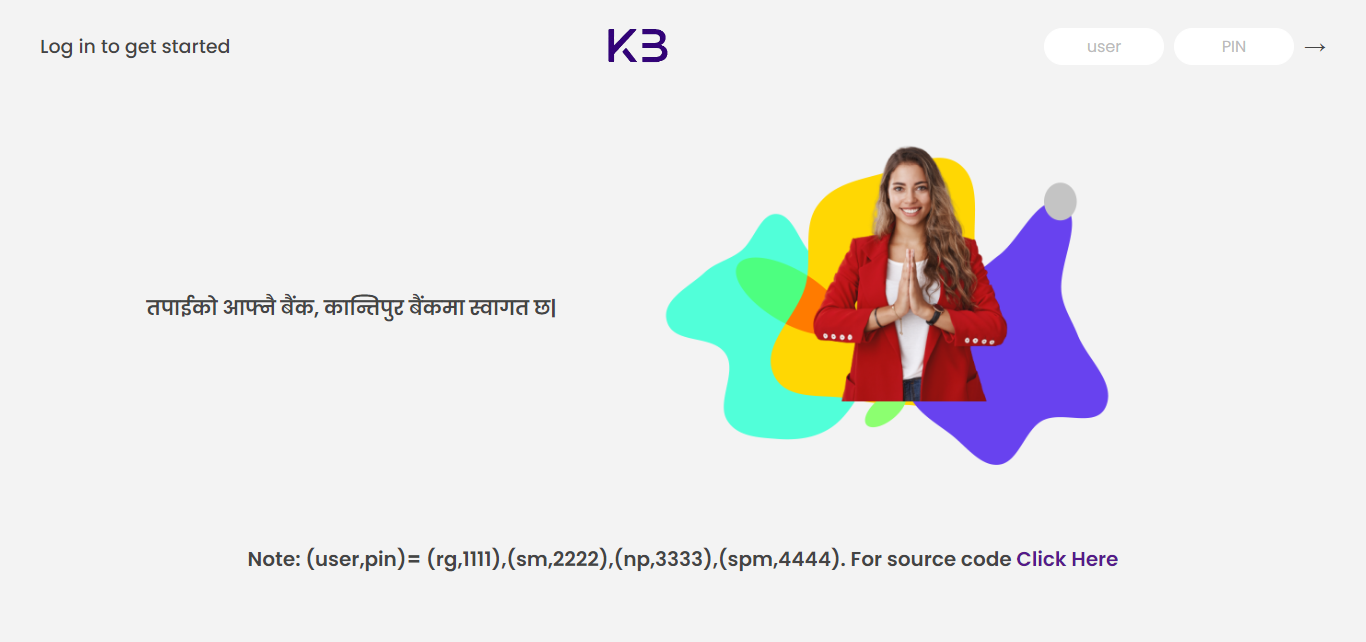 Log in to get started
KB
user
PIN
→
तपाईको आफ्नै बैंक, कान्तिपुर बैंकमा स्वागत छ|
Note: (user,pin)= (rg,1111),(sm,2222),(np,3333),(spm,4444). For source code Click Here